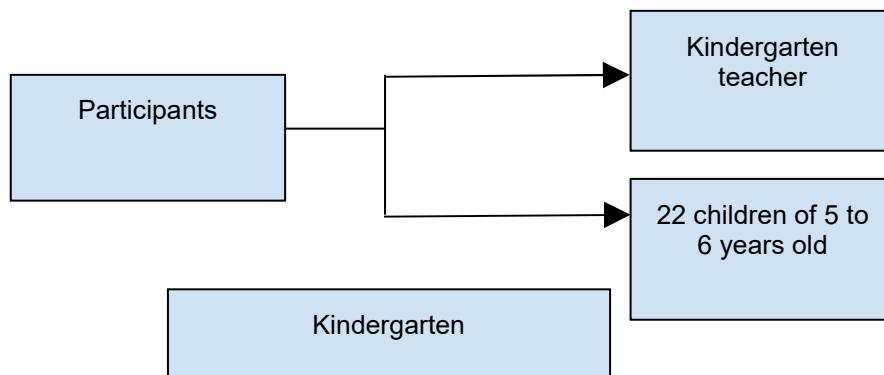 Kindergarten
teacher
Participants
22 children of 5 to
6 years old
Kindergarten